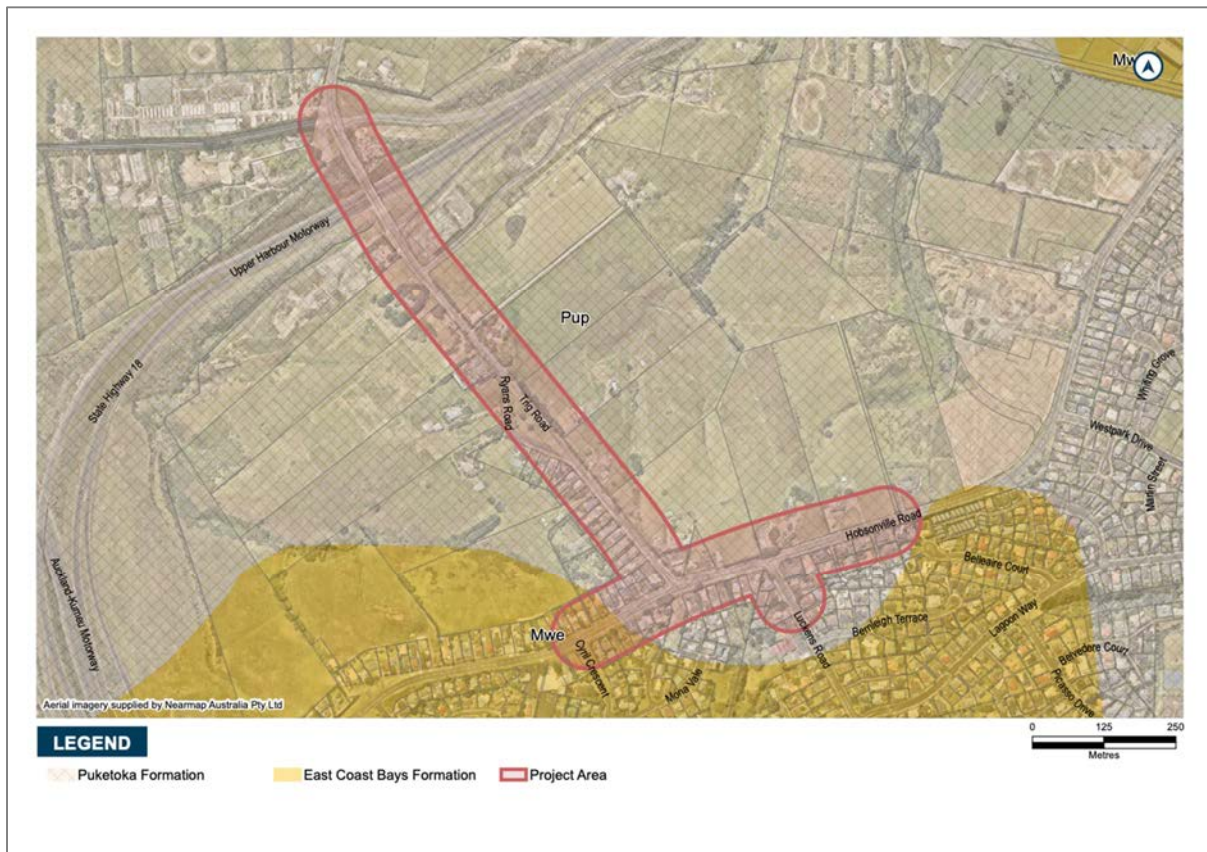 Mw
Upper Harbour Motorway
Pup
State Highway 18
Ryans Road
Trig Road
Whiting Grove
Westpark Drive
Martin Street
Hobsonville Road
Belleaire Court
Auckland-Kumeu Motorway
Mwe
Cyril Crescent
Mona Vale
Luckens Road
Bernleigh Terrace
Lagoon Way
Belvedere Court
Picasso Drive
Aerial imagery supplied by Nearmap Australia Pty Ltd
LEGEND
Puketoka Formation
East Coast Bays Formation
Project Area
0 125 250
Metres